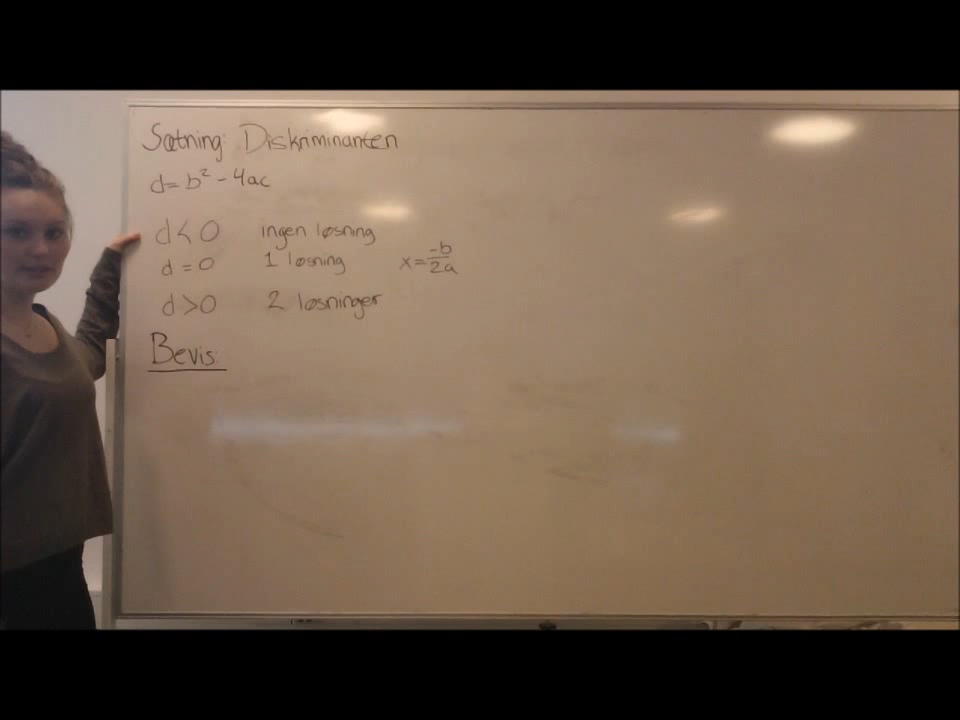 Sætning: Diskriminanten
d = b² - 4ac
d < 0 ingen løsning
d = 0 1 løsning x = -b/2a
d > 0 2 løsninger
Bevis: